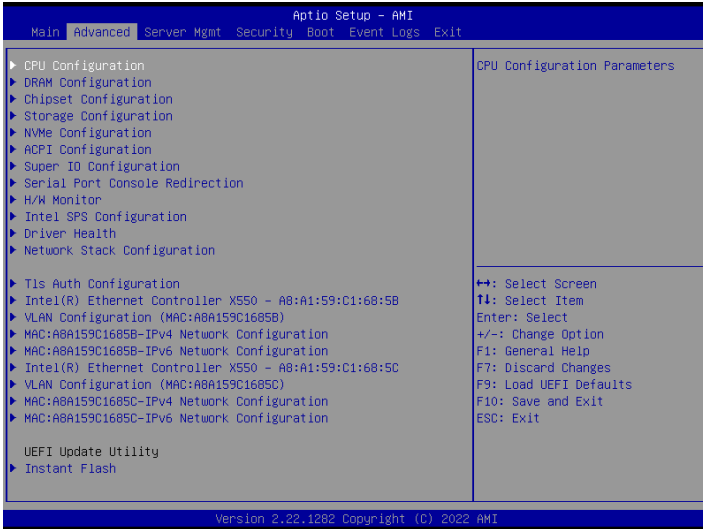 Aptio Setup – AMI
Main Advanced Server Mgmt Security Boot Event Logs Exit
CPU Configuration
DRAM Configuration
Chipset Configuration
Storage Configuration
NVMe Configuration
ACPI Configuration
Super IO Configuration
Serial Port Console Redirection
H/W Monitor
Intel SPS Configuration
Driver Health
Network Stack Configuration
Tls Auth Configuration
Intel(R) Ethernet Controller X550 – A8:A1:59:C1:68:5B
VLAN Configuration (MAC:A8A159C1685B)
MAC:A8A159C1685B–IPv4 Network Configuration
MAC:A8A159C1685B–IPv6 Network Configuration
Intel(R) Ethernet Controller X550 – A8:A1:59:C1:68:5C
VLAN Configuration (MAC:A8A159C1685C)
MAC:A8A159C1685C–IPv4 Network Configuration
MAC:A8A159C1685C–IPv6 Network Configuration
UEFI Update Utility
Instant Flash
CPU Configuration Parameters
↔: Select Screen
↑↓: Select Item
Enter: Select
+/–: Change Option
F1: General Help
F7: Discard Changes
F9: Load UEFI Defaults
F10: Save and Exit
ESC: Exit
Version 2.22.1282 Copyright (C) 2022 AMI